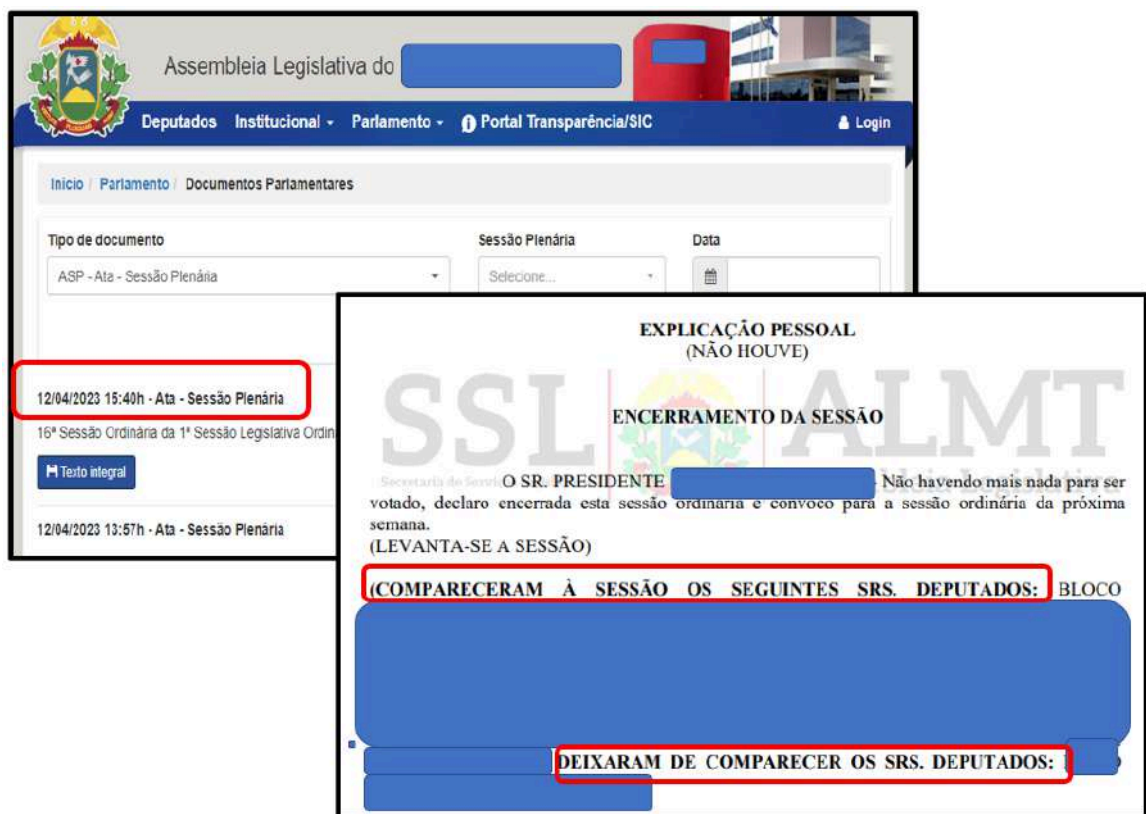 Assembleia Legislativa do
Deputados Institucional Parlamento Portal Transparência/SIC Login
Início / Parlamento / Documentos Parlamentares
Tipo de documento Sessão Plenária Data
ASP - Ata - Sessão Plenária Selecione...
12/04/2023 15:40h - Ata - Sessão Plenária
16ª Sessão Ordinária da 1ª Sessão Legislativa Ordin
Texto integral
12/04/2023 13:57h - Ata - Sessão Plenária
EXPLICAÇÃO PESSOAL
(NÃO HOUVE)
SSL ALMT
ENCERRAMENTO DA SESSÃO
Secretaria de
Legislativa
O SR. PRESIDENTE - Não havendo mais nada para ser
votado, declaro encerrada esta sessão ordinária e convoco para a sessão ordinária da próxima
semana.
(LEVANTA-SE A SESSÃO)
(COMPARECERAM À SESSÃO OS SEGUINTES SRS. DEPUTADOS: BLOCO
DEIXARAM DE COMPARECER OS SRS. DEPUTADOS: